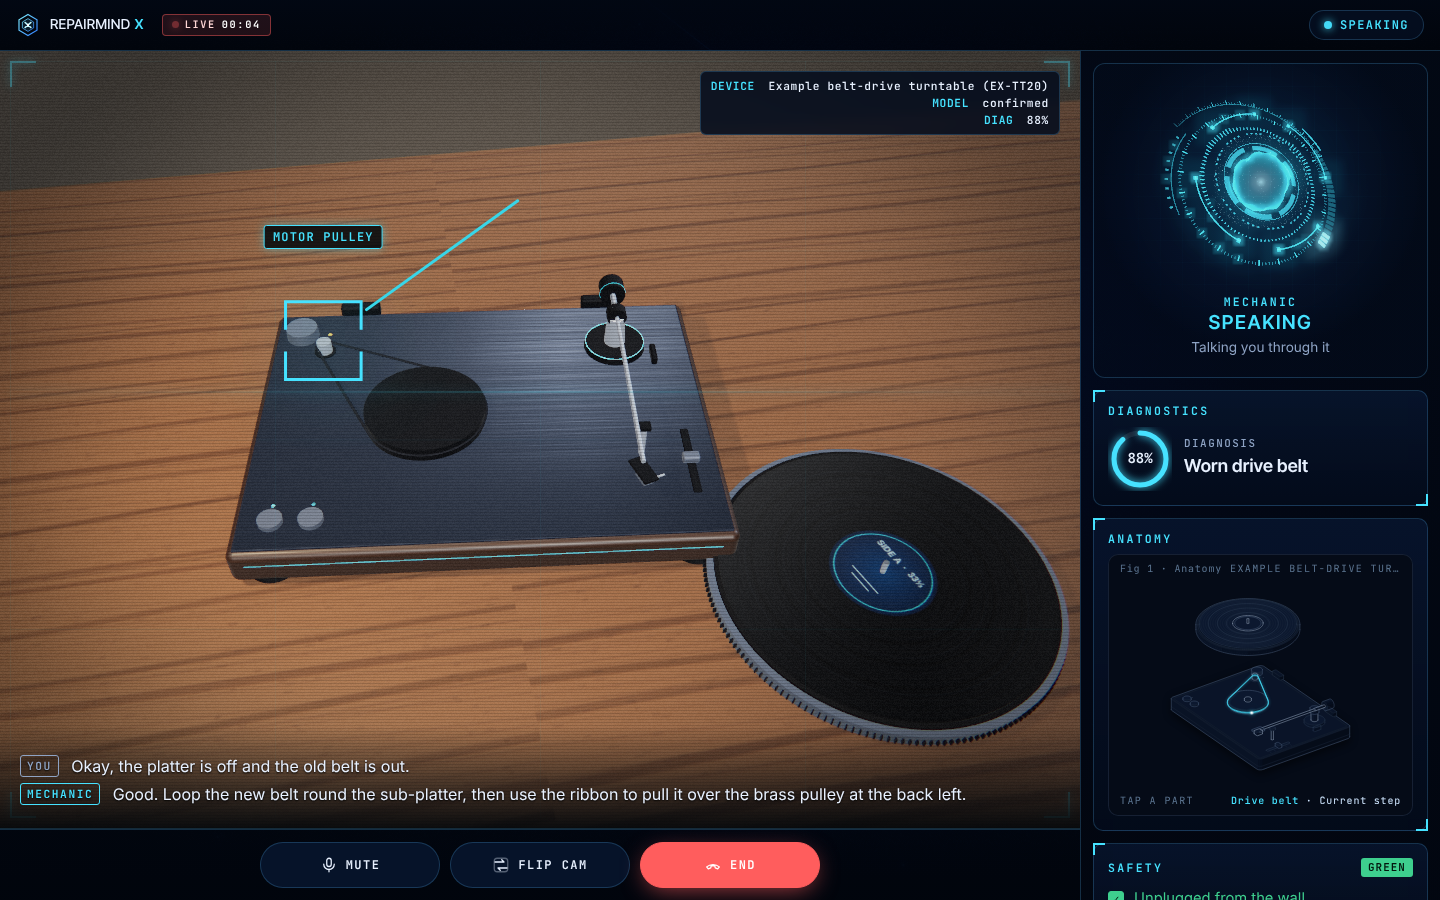 REPAIRMIND X
LIVE 00:04
SPEAKING
DEVICE Example belt-drive turntable (EX-TT20)
MODEL confirmed
DIAG 88%
MOTOR PULLEY
SIDE A · 33⅓
YOU Okay, the platter is off and the old belt is out.
MECHANIC Good. Loop the new belt round the sub-platter, then use the ribbon to pull it over the brass pulley at the back left.
MUTE
FLIP CAM
END
MECHANIC
SPEAKING
Talking you through it
DIAGNOSTICS
88%
DIAGNOSIS
Worn drive belt
ANATOMY
Fig 1 · Anatomy EXAMPLE BELT-DRIVE TUR…
TAP A PART
Drive belt · Current step
SAFETY
GREEN
Unplugged from the wall